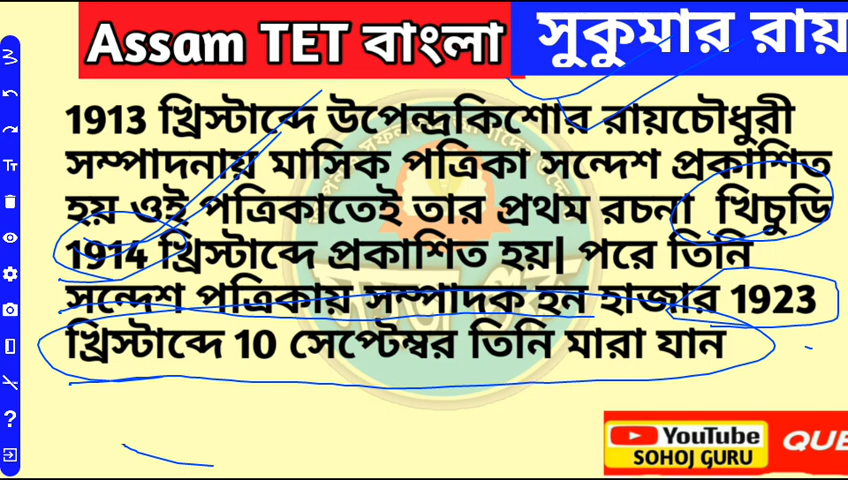 Assam TET বাংলা
সুকুমার রায়
1913 খ্রিস্টাব্দে উপেন্দ্রকিশোর রায়চৌধুরী
সম্পাদনায় মাসিক পত্রিকা সন্দেশ প্রকাশিত
হয় ওই পত্রিকাতেই তার প্রথম রচনা খিচুড়ি
1914 খ্রিস্টাব্দে প্রকাশিত হয়| পরে তিনি
সন্দেশ পত্রিকায় সম্পাদক হন হাজার 1923
খ্রিস্টাব্দে 10 সেপ্টেম্বর তিনি মারা যান
YouTube
SOHOJ GURU